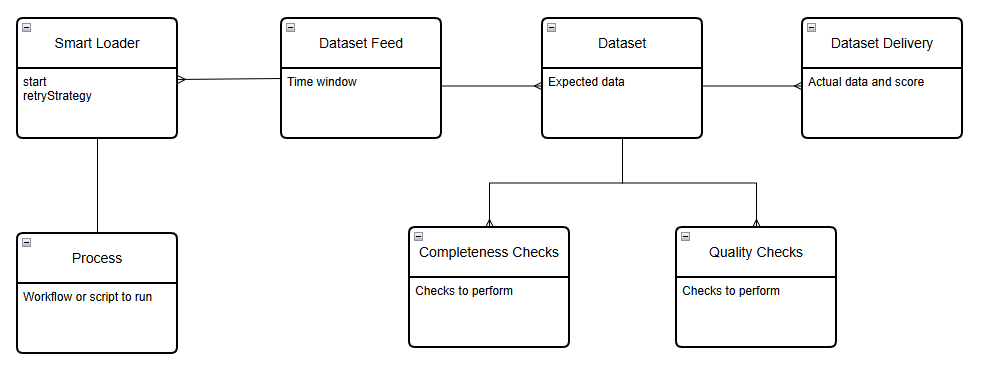 Smart Loader
start
retryStrategy
Dataset Feed
Time window
Dataset
Expected data
Dataset Delivery
Actual data and score
Process
Workflow or script to run
Completeness Checks
Checks to perform
Quality Checks
Checks to perform